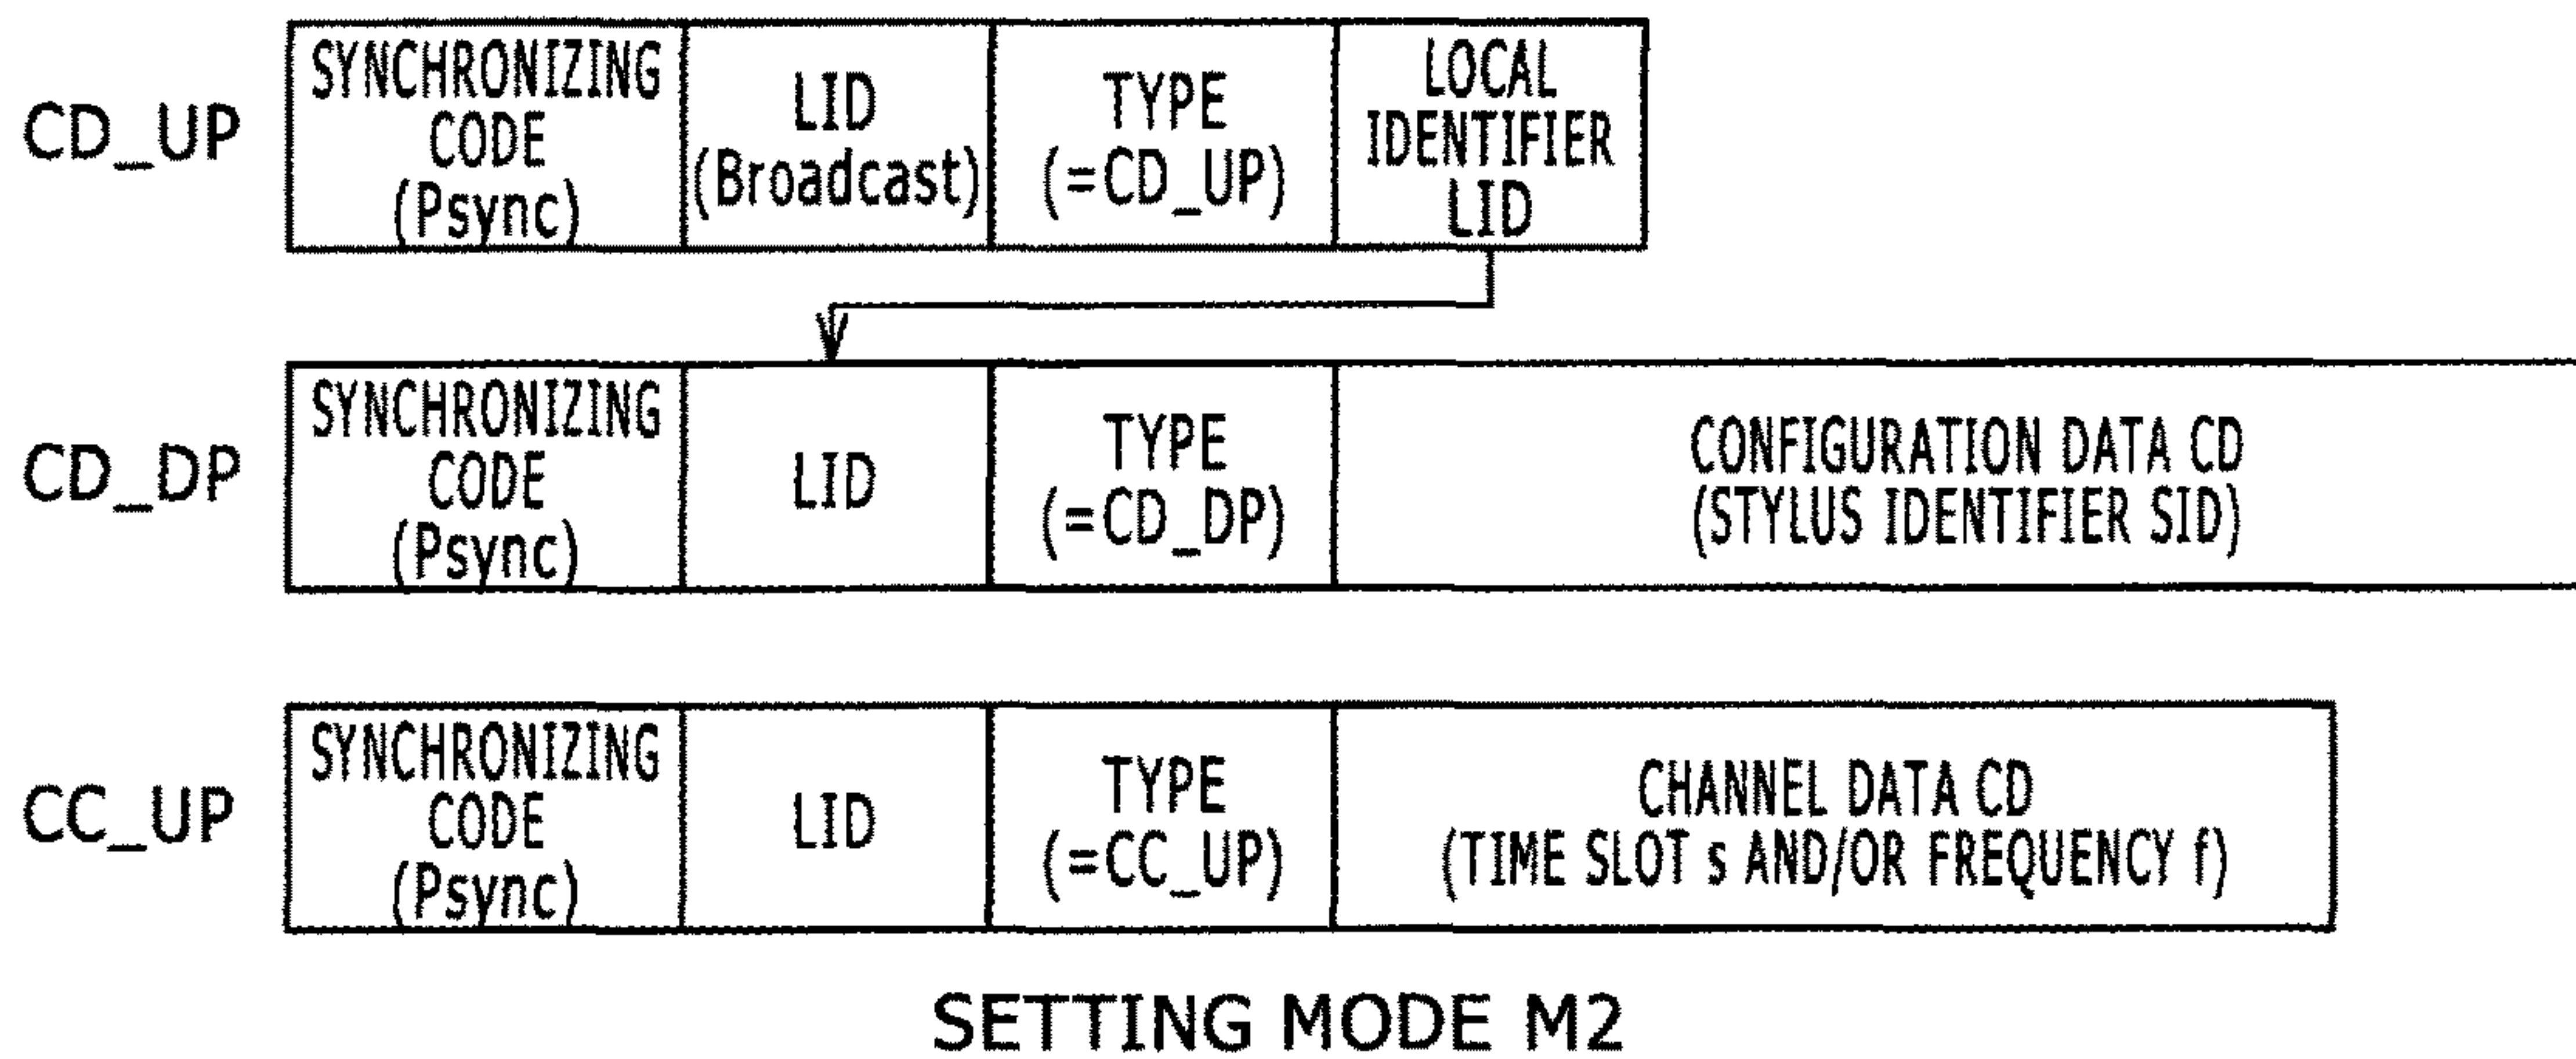 CD_UP
SYNCHRONIZING
CODE
(Psync)
LID
(Broadcast)
TYPE
(=CD_UP)
LOCAL
IDENTIFIER
LID
CD_DP
SYNCHRONIZING
CODE
(Psync)
LID
TYPE
(=CD_DP)
CONFIGURATION DATA CD
(STYLUS IDENTIFIER SID)
CC_UP
SYNCHRONIZING
CODE
(Psync)
LID
TYPE
(=CC_UP)
CHANNEL DATA CD
(TIME SLOT s AND/OR FREQUENCY f)
SETTING MODE M2